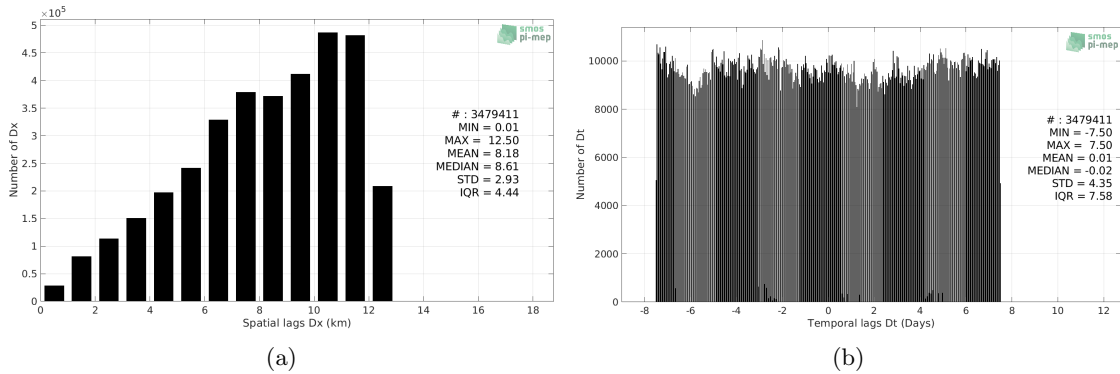 ×10⁵
5
4.5
4
3.5
3
2.5
2
1.5
1
0.5
0
Number of Dx
0 2 4 6 8 10 12 14 16 18
Spatial lags Dx (km)
smos
pi-mep
# : 3479411
MIN = 0.01
MAX = 12.50
MEAN = 8.18
MEDIAN = 8.61
STD = 2.93
IQR = 4.44
(a)
10000
8000
6000
4000
2000
0
Number of Dt
-8 -6 -4 -2 0 2 4 6 8 10 12
Temporal lags Dt (Days)
smos
pi-mep
# : 3479411
MIN = -7.50
MAX = 7.50
MEAN = 0.01
MEDIAN = -0.02
STD = 4.35
IQR = 7.58
(b)